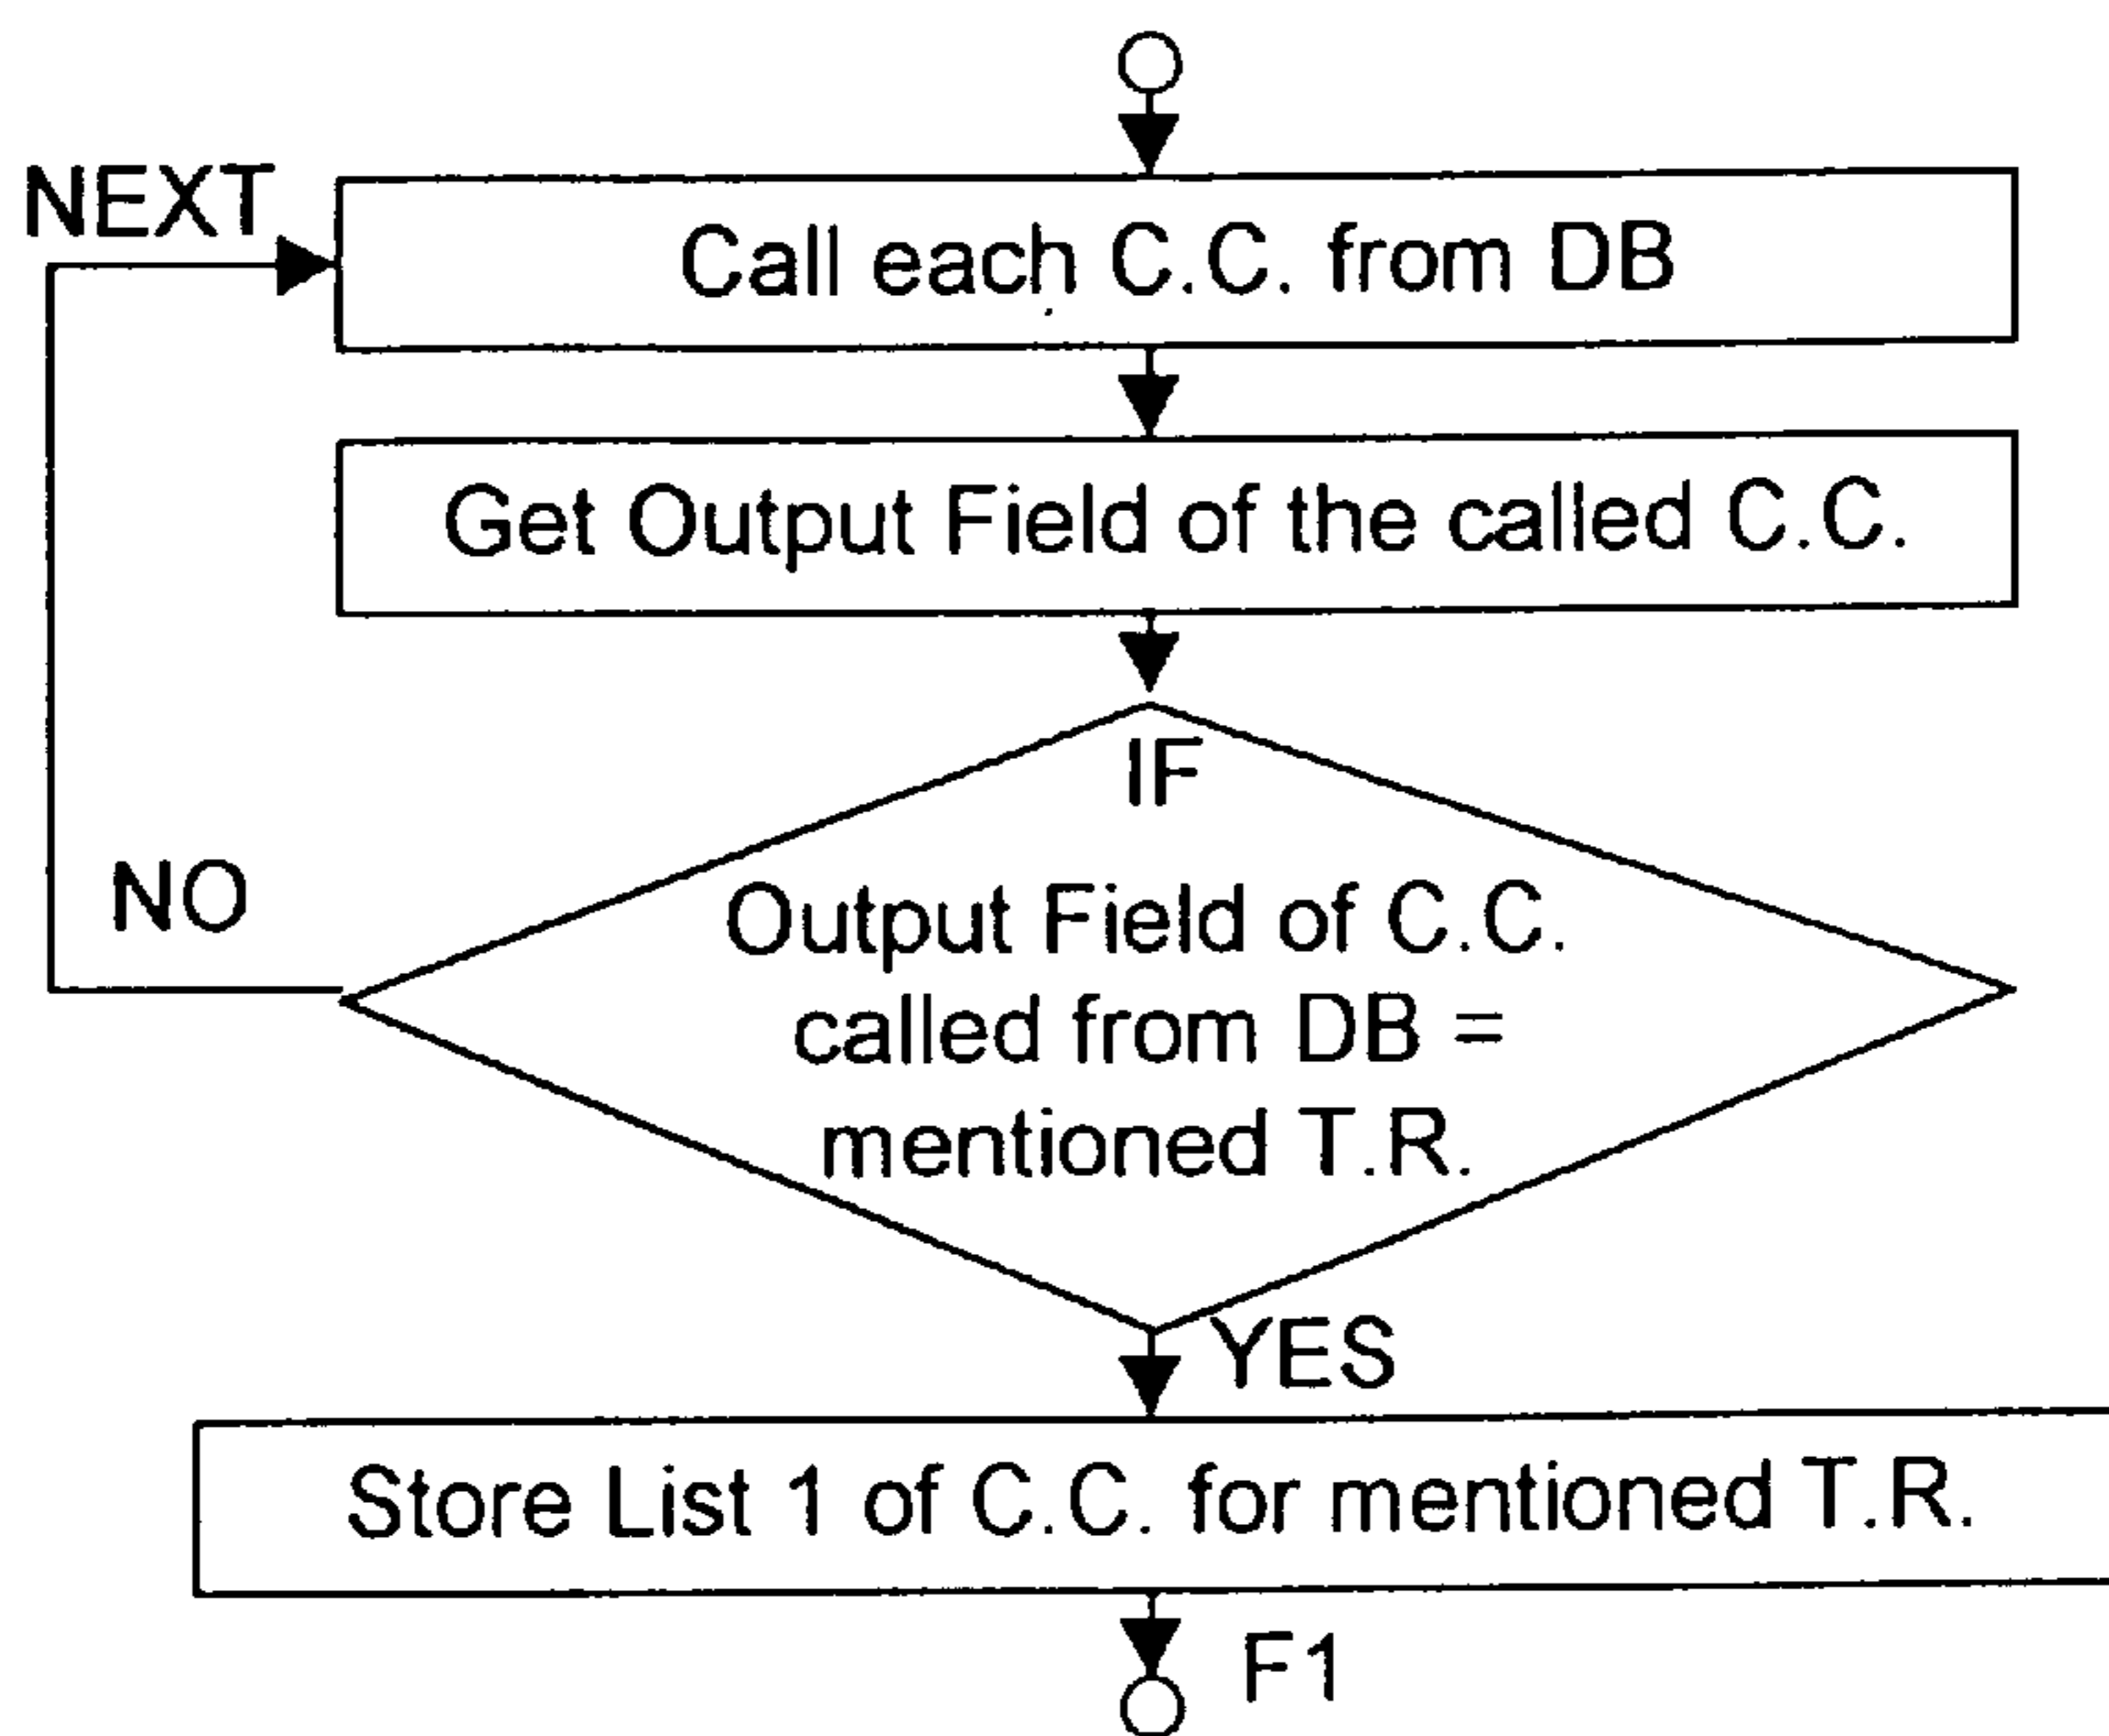 NEXT
Call each C.C. from DB
Get Output Field of the called C.C.
IF
NO
Output Field of C.C.
called from DB =
mentioned T.R.
YES
Store List 1 of C.C. for mentioned T.R.
F1